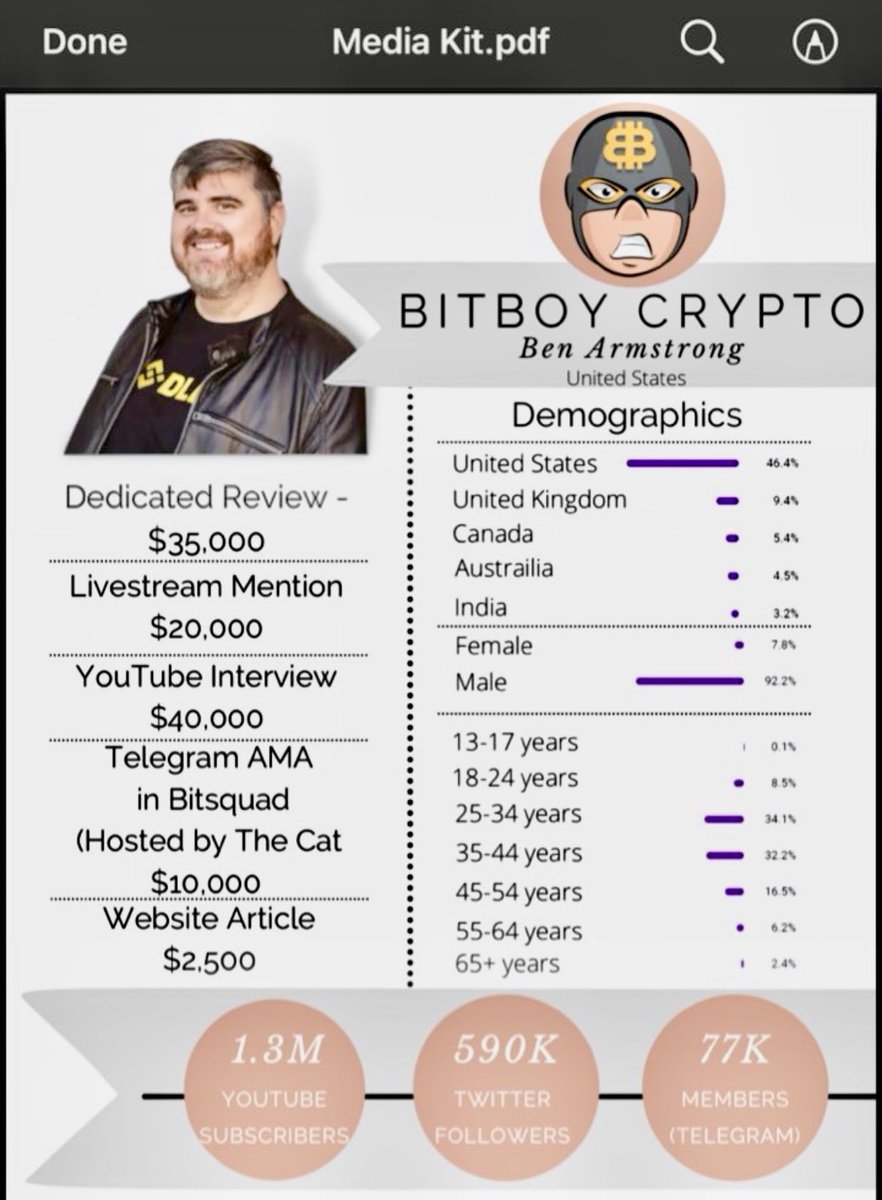 Done
Media Kit.pdf
BITBOY CRYPTO
Ben Armstrong
United States
Dedicated Review -
$35,000
Livestream Mention
$20,000
YouTube Interview
$40,000
Telegram AMA
in Bitsquad
(Hosted by The Cat
$10,000
Website Article
$2,500
Demographics
United States 46.4%
United Kingdom 9.4%
Canada 5.4%
Austrailia 4.5%
India 3.2%
Female 7.8%
Male 92.2%
13-17 years 0.1%
18-24 years 8.5%
25-34 years 34.1%
35-44 years 32.2%
45-54 years 16.5%
55-64 years 6.2%
65+ years 2.4%
1.3M
YOUTUBE
SUBSCRIBERS
590K
TWITTER
FOLLOWERS
77K
MEMBERS
(TELEGRAM)